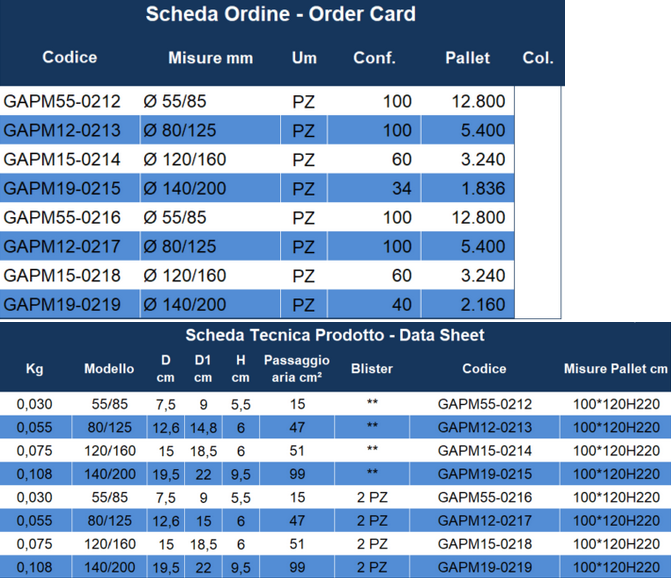 Scheda Ordine - Order Card
Codice Misure mm Um Conf. Pallet Col.
GAPM55-0212 Ø 55/85 PZ 100 12.800
GAPM12-0213 Ø 80/125 PZ 100 5.400
GAPM15-0214 Ø 120/160 PZ 60 3.240
GAPM19-0215 Ø 140/200 PZ 34 1.836
GAPM55-0216 Ø 55/85 PZ 100 12.800
GAPM12-0217 Ø 80/125 PZ 100 5.400
GAPM15-0218 Ø 120/160 PZ 60 3.240
GAPM19-0219 Ø 140/200 PZ 40 2.160
Scheda Tecnica Prodotto - Data Sheet
Kg Modello D cm D1 cm H cm Passaggio aria cm² Blister Codice Misure Pallet cm
0,030 55/85 7,5 9 5,5 15 ** GAPM55-0212 100*120H220
0,055 80/125 12,6 14,8 6 47 ** GAPM12-0213 100*120H220
0,075 120/160 15 18,5 6 51 ** GAPM15-0214 100*120H220
0,108 140/200 19,5 22 9,5 99 ** GAPM19-0215 100*120H220
0,030 55/85 7,5 9 5,5 15 2 PZ GAPM55-0216 100*120H220
0,055 80/125 12,6 15 6 47 2 PZ GAPM12-0217 100*120H220
0,075 120/160 15 18,5 6 51 2 PZ GAPM15-0218 100*120H220
0,108 140/200 19,5 22 9,5 99 2 PZ GAPM19-0219 100*120H220